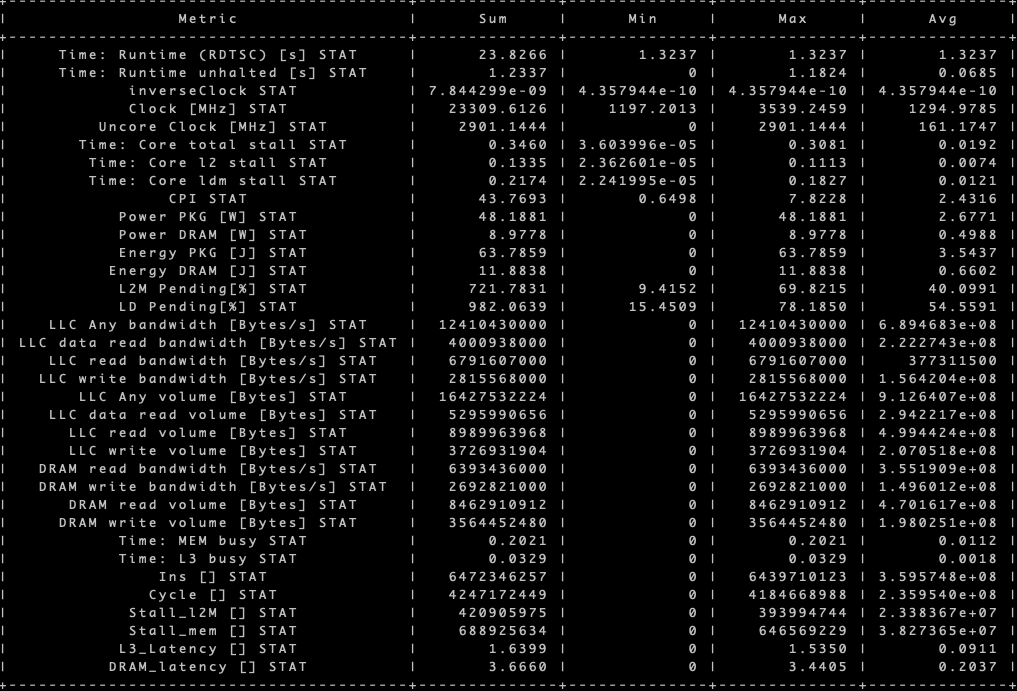 Metric | Sum | Min | Max | Avg
Time: Runtime (RDTSC) [s] STAT | 23.8266 | 1.3237 | 1.3237 | 1.3237
Time: Runtime unhalted [s] STAT | 1.2337 | 0 | 1.1824 | 0.0685
inverseClock STAT | 7.844299e-09 | 4.357944e-10 | 4.357944e-10 | 4.357944e-10
Clock [MHz] STAT | 23309.6126 | 1197.2013 | 3539.2459 | 1294.9785
Uncore Clock [MHz] STAT | 2901.1444 | 0 | 2901.1444 | 161.1747
Time: Core total stall STAT | 0.3460 | 3.603996e-05 | 0.3081 | 0.0192
Time: Core l2 stall STAT | 0.1335 | 2.362601e-05 | 0.1113 | 0.0074
Time: Core ldm stall STAT | 0.2174 | 2.241995e-05 | 0.1827 | 0.0121
CPI STAT | 43.7693 | 0.6498 | 7.8228 | 2.4316
Power PKG [W] STAT | 48.1881 | 0 | 48.1881 | 2.6771
Power DRAM [W] STAT | 8.9778 | 0 | 8.9778 | 0.4988
Energy PKG [J] STAT | 63.7859 | 0 | 63.7859 | 3.5437
Energy DRAM [J] STAT | 11.8838 | 0 | 11.8838 | 0.6602
L2M Pending[%] STAT | 721.7831 | 9.4152 | 69.8215 | 40.0991
LD Pending[%] STAT | 982.0639 | 15.4509 | 78.1850 | 54.5591
LLC Any bandwidth [Bytes/s] STAT | 12410430000 | 0 | 12410430000 | 6.894683e+08
LLC data read bandwidth [Bytes/s] STAT | 4000938000 | 0 | 4000938000 | 2.222743e+08
LLC read bandwidth [Bytes/s] STAT | 6791607000 | 0 | 6791607000 | 377311500
LLC write bandwidth [Bytes/s] STAT | 2815568000 | 0 | 2815568000 | 1.564204e+08
LLC Any volume [Bytes] STAT | 16427532224 | 0 | 16427532224 | 9.126407e+08
LLC data read volume [Bytes] STAT | 5295990656 | 0 | 5295990656 | 2.942217e+08
LLC read volume [Bytes] STAT | 8989963968 | 0 | 8989963968 | 4.994424e+08
LLC write volume [Bytes] STAT | 3726931904 | 0 | 3726931904 | 2.070518e+08
DRAM read bandwidth [Bytes/s] STAT | 6393436000 | 0 | 6393436000 | 3.551909e+08
DRAM write bandwidth [Bytes/s] STAT | 2692821000 | 0 | 2692821000 | 1.496012e+08
DRAM read volume [Bytes] STAT | 8462910912 | 0 | 8462910912 | 4.701617e+08
DRAM write volume [Bytes] STAT | 3564452480 | 0 | 3564452480 | 1.980251e+08
Time: MEM busy STAT | 0.2021 | 0 | 0.2021 | 0.0112
Time: L3 busy STAT | 0.0329 | 0 | 0.0329 | 0.0018
Ins [] STAT | 6472346257 | 0 | 6439710123 | 3.595748e+08
Cycle [] STAT | 4247172449 | 0 | 4184668988 | 2.359540e+08
Stall_l2M [] STAT | 420905975 | 0 | 393994744 | 2.338367e+07
Stall_mem [] STAT | 688925634 | 0 | 646569229 | 3.827365e+07
L3_Latency [] STAT | 1.6399 | 0 | 1.5350 | 0.0911
DRAM_latency [] STAT | 3.6660 | 0 | 3.4405 | 0.2037